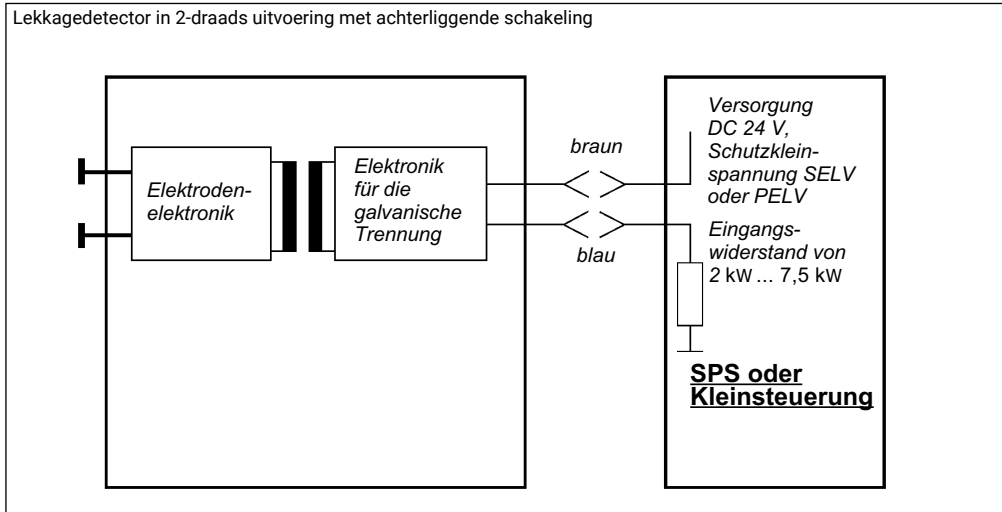 Lekkagedetector in 2-draads uitvoering met achterliggende schakeling
Elektroden-
elektronik
Elektronik
für die
galvanische
Trennung
braun
blau
Versorgung
DC 24 V,
Schutzklein-
spannung SELV
oder PELV
Eingangs-
widerstand von
2 kW ... 7,5 kW
SPS oder
Kleinsteuerung